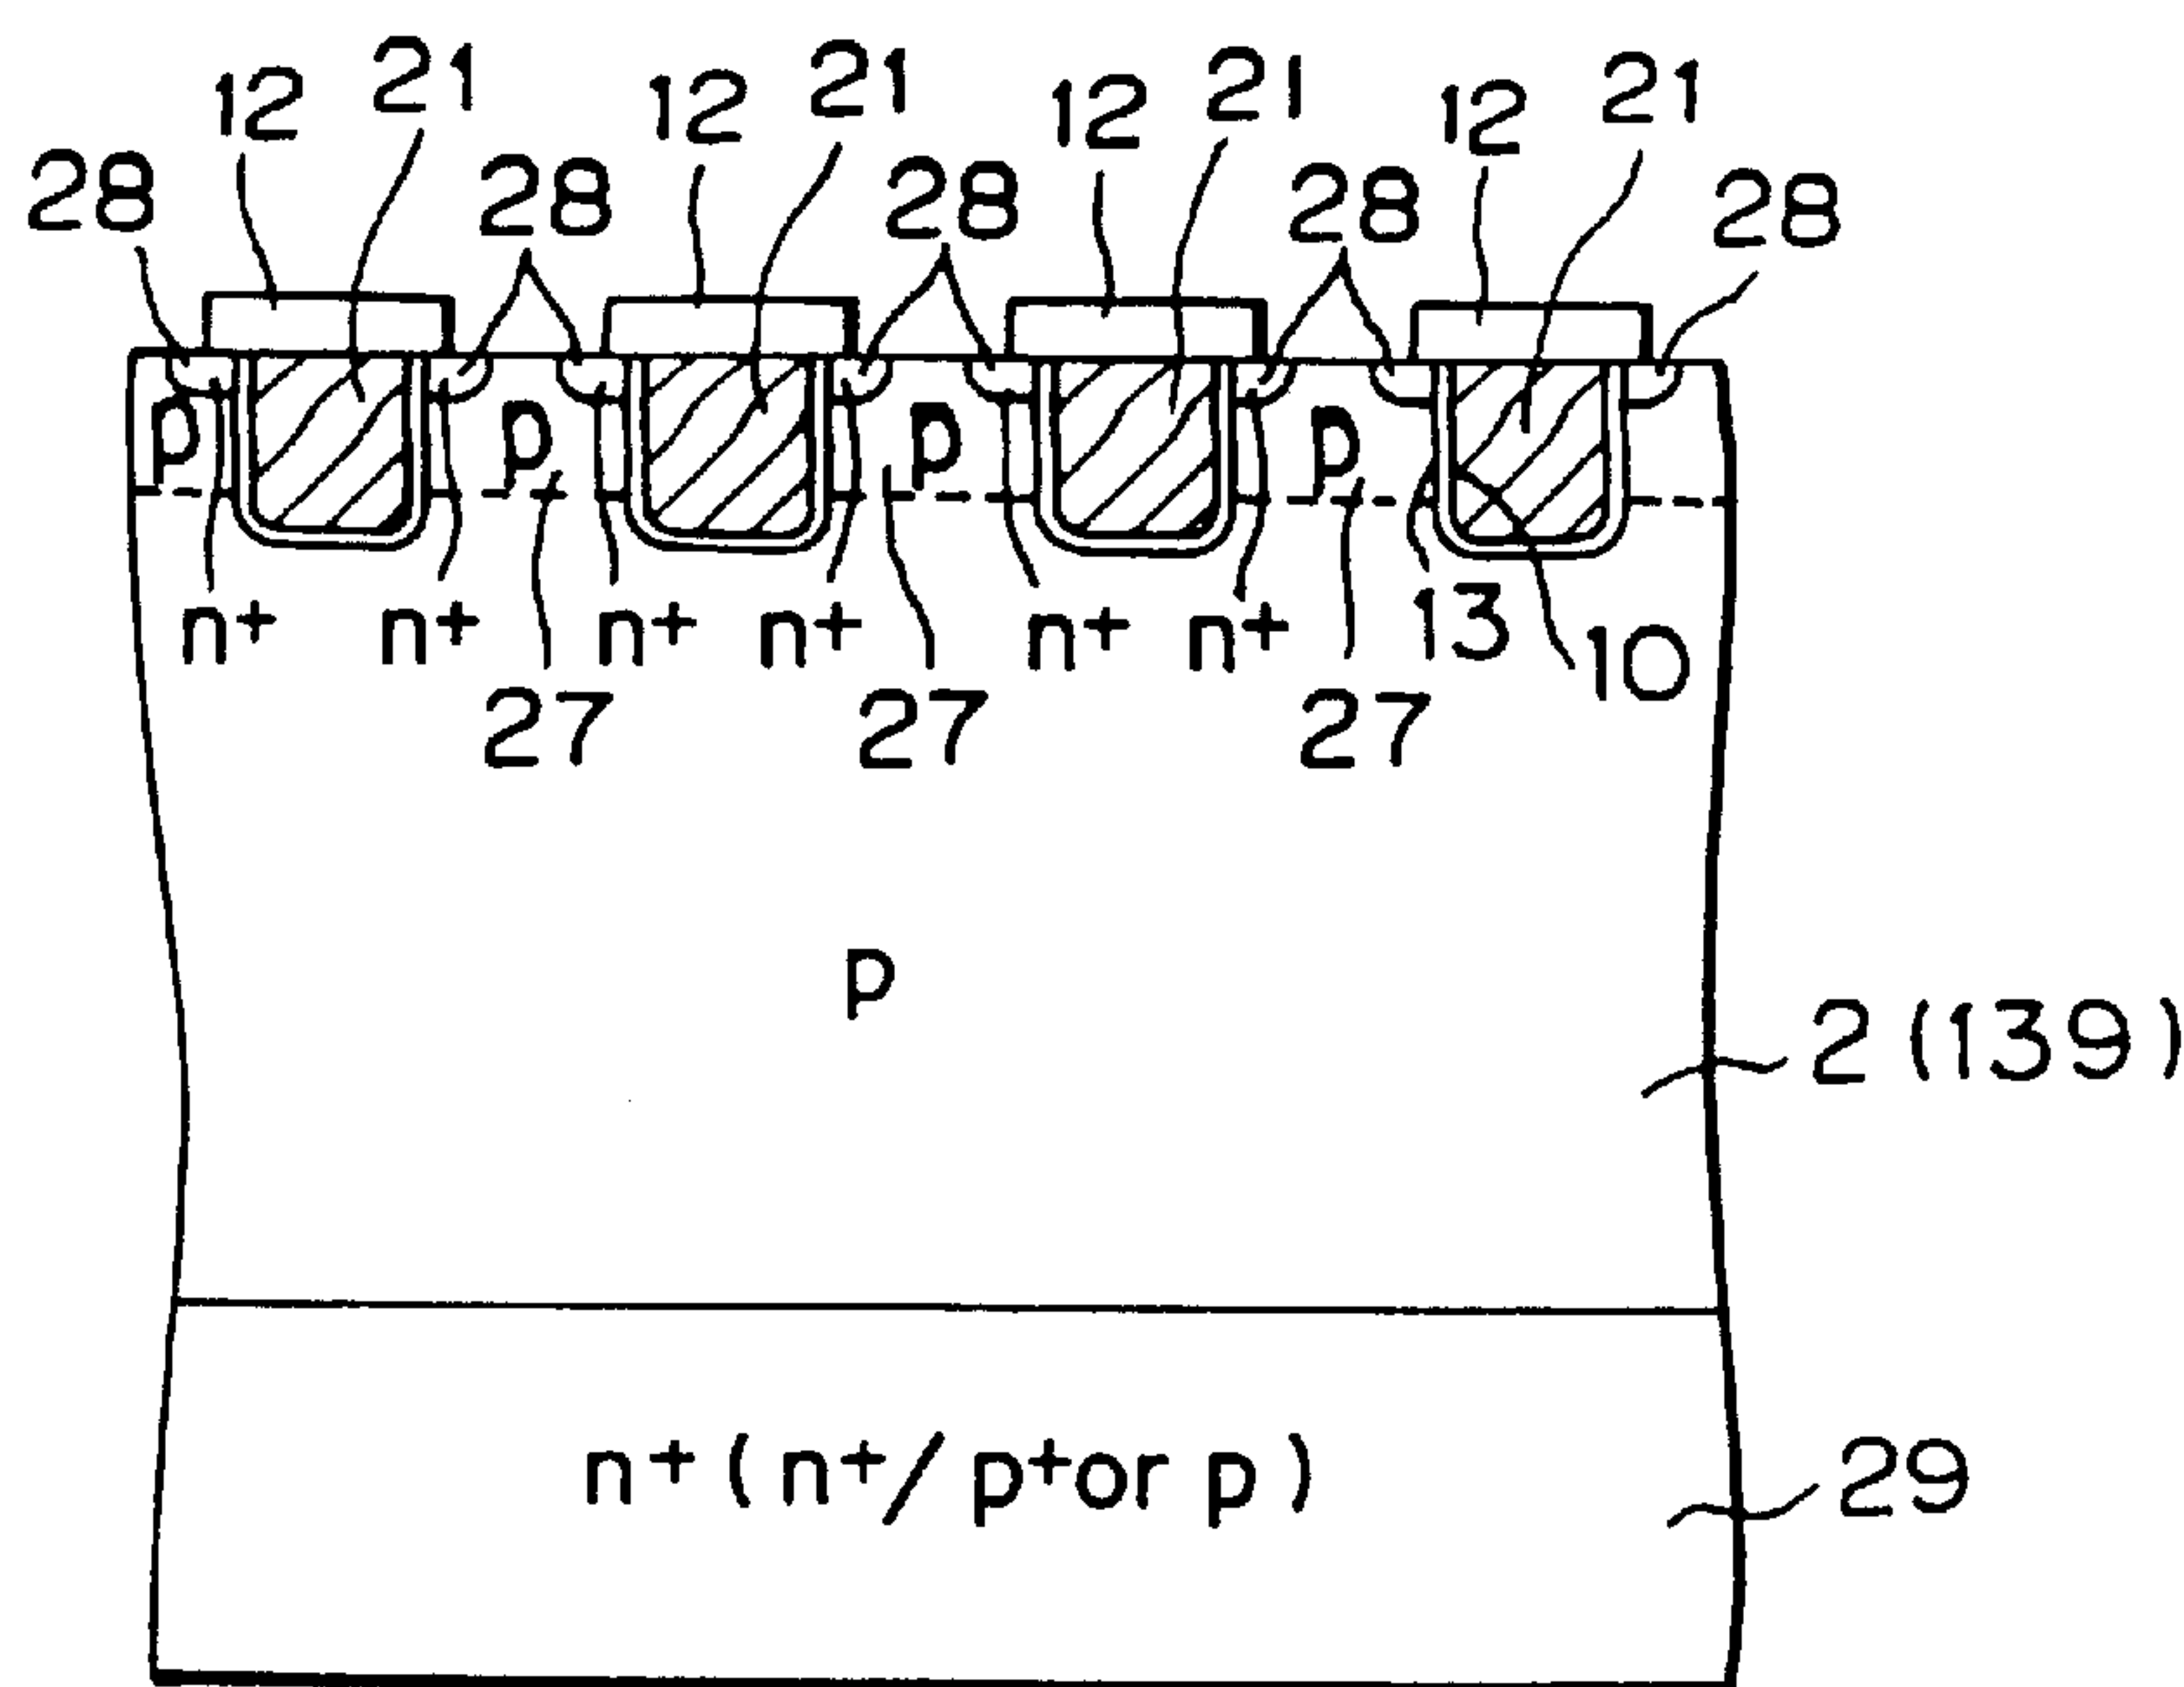 12 21 12 21 12 21 12 21
28 28 28 28 28
p p p p
n+ n+ n+ n+ n+ n+ 13 10
27 27 27
p
2 (139)
n+ (n+/p+or p)
29